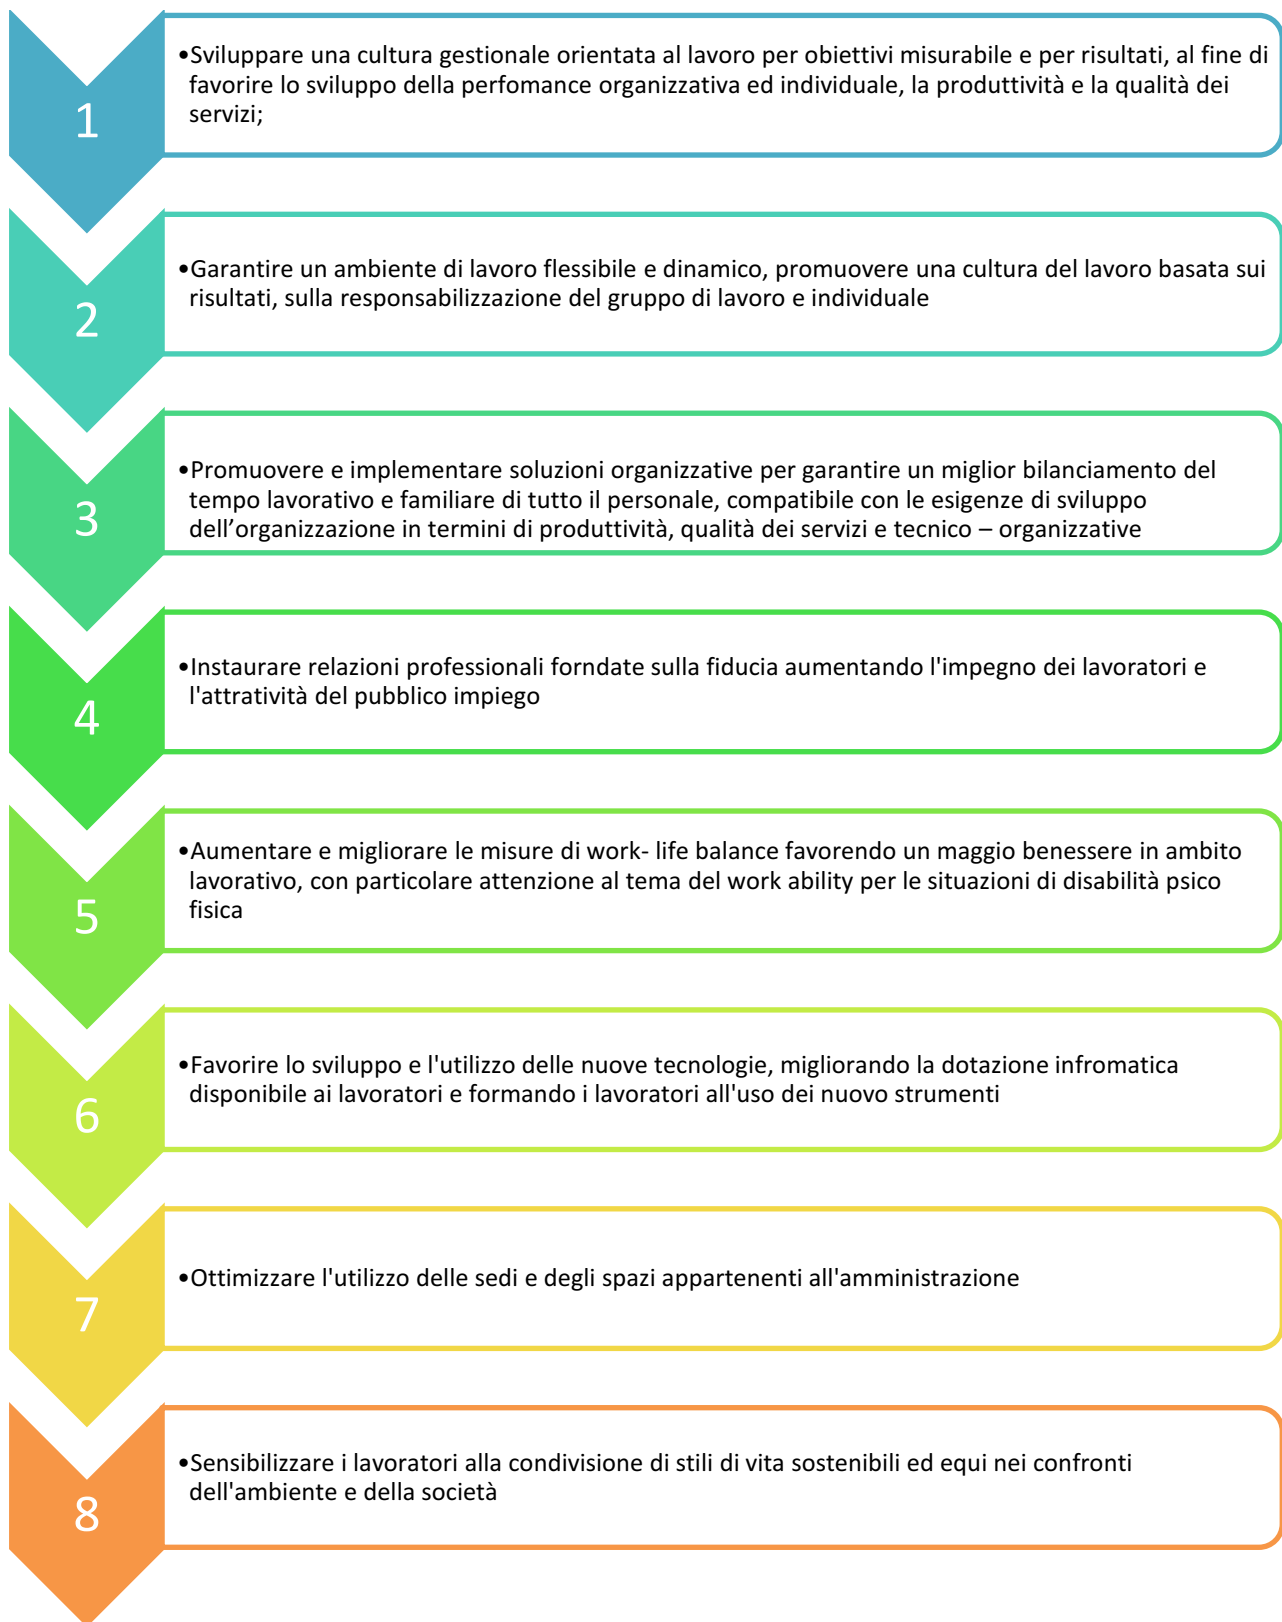 1
•Sviluppare una cultura gestionale orientata al lavoro per obiettivi misurabile e per risultati, al fine di
favorire lo sviluppo della perfomance organizzativa ed individuale, la produttività e la qualità dei
servizi;
2
•Garantire un ambiente di lavoro flessibile e dinamico, promuovere una cultura del lavoro basata sui
risultati, sulla responsabilizzazione del gruppo di lavoro e individuale
3
•Promuovere e implementare soluzioni organizzative per garantire un miglior bilanciamento del
tempo lavorativo e familiare di tutto il personale, compatibile con le esigenze di sviluppo
dell’organizzazione in termini di produttività, qualità dei servizi e tecnico – organizzative
4
•Instaurare relazioni professionali forndate sulla fiducia aumentando l'impegno dei lavoratori e
l'attratività del pubblico impiego
5
•Aumentare e migliorare le misure di work- life balance favorendo un maggio benessere in ambito
lavorativo, con particolare attenzione al tema del work ability per le situazioni di disabilità psico
fisica
6
•Favorire lo sviluppo e l'utilizzo delle nuove tecnologie, migliorando la dotazione infromatica
disponibile ai lavoratori e formando i lavoratori all'uso dei nuovo strumenti
7
•Ottimizzare l'utilizzo delle sedi e degli spazi appartenenti all'amministrazione
8
•Sensibilizzare i lavoratori alla condivisione di stili di vita sostenibili ed equi nei confronti
dell'ambiente e della società